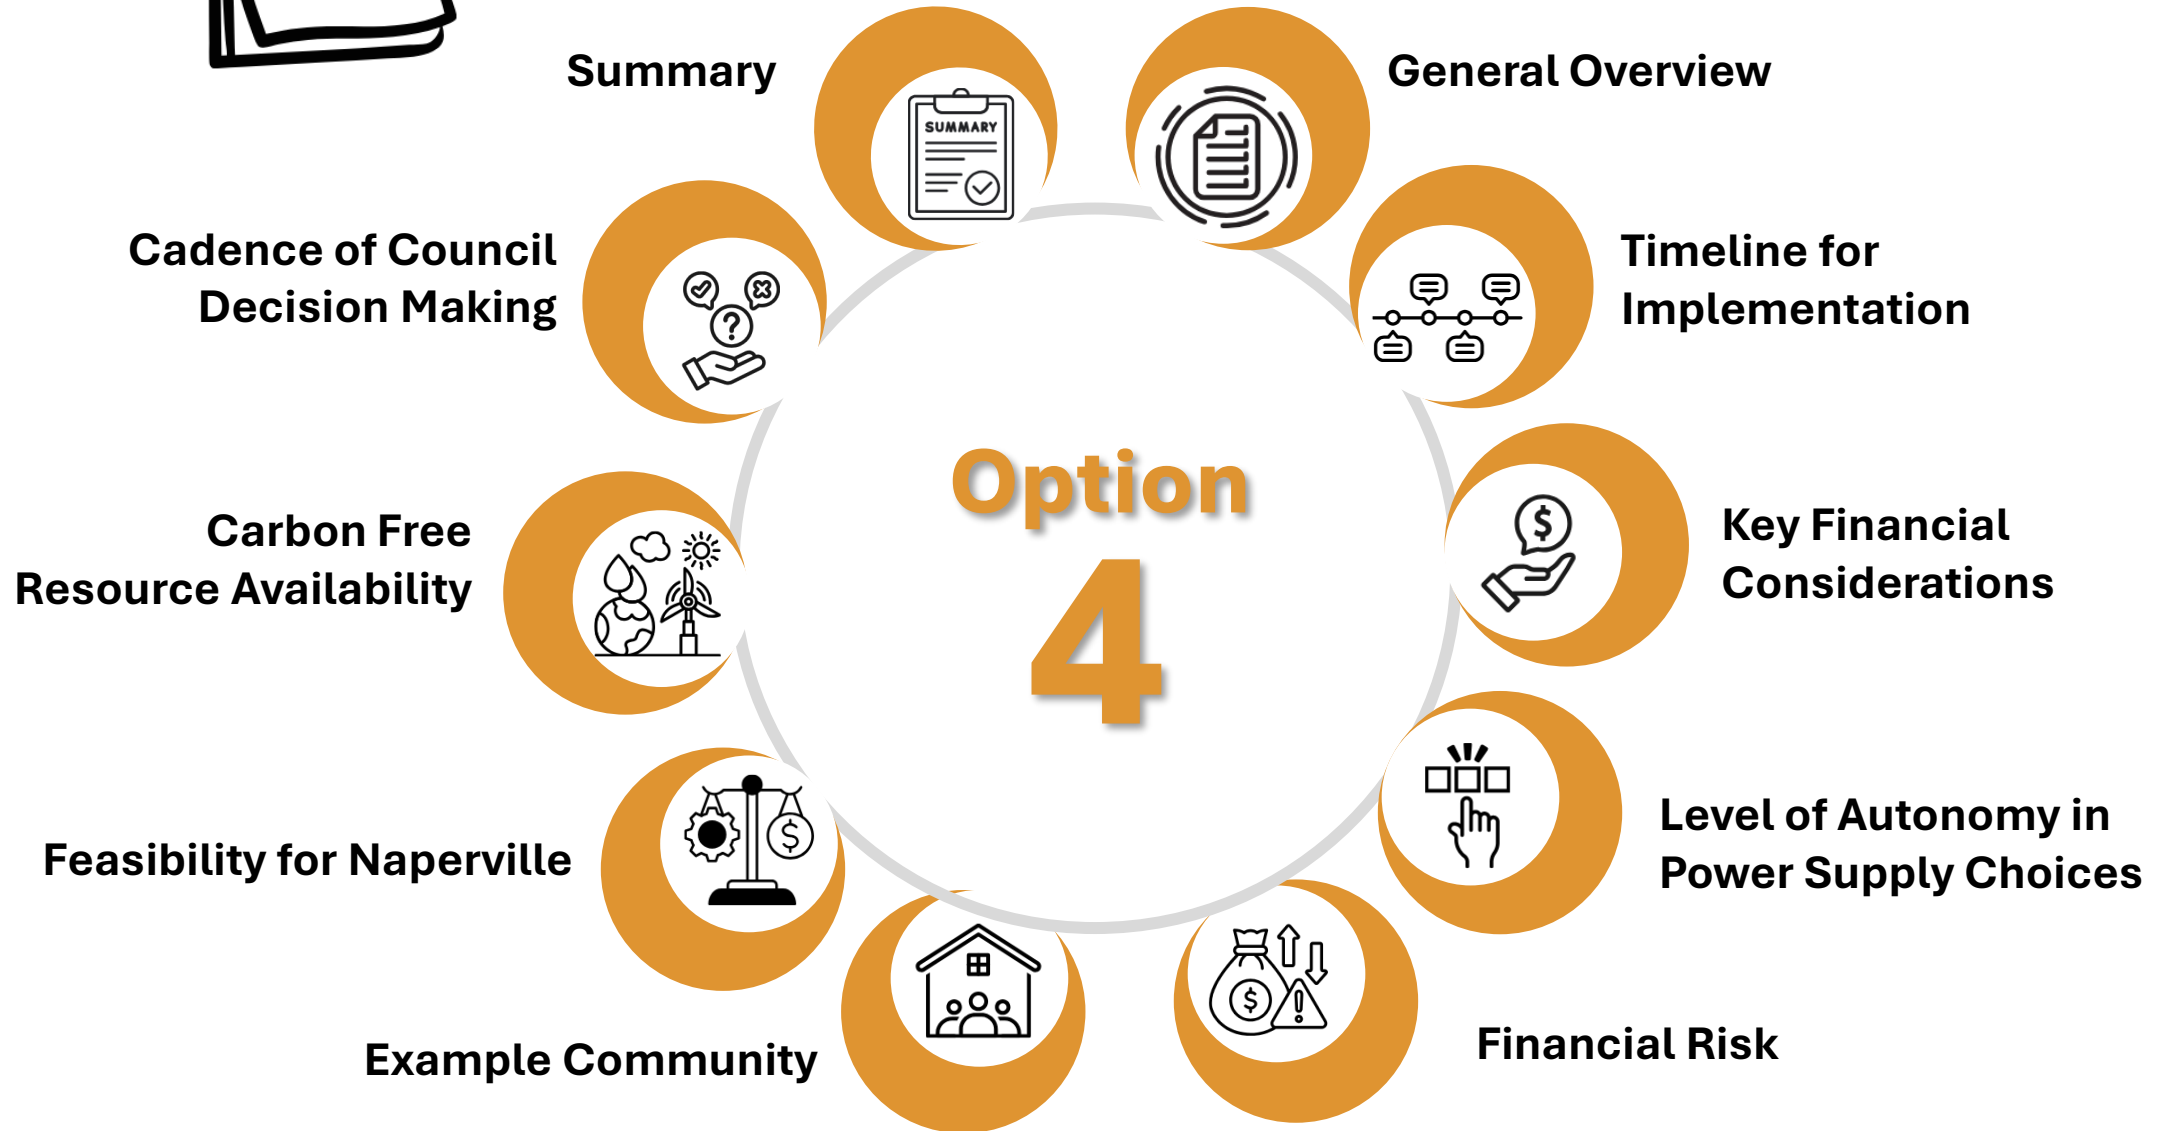 Summary
SUMMARY
General Overview
Timeline for
Implementation
Key Financial
Considerations
Level of Autonomy in
Power Supply Choices
Financial Risk
Example Community
Feasibility for Naperville
Carbon Free
Resource Availability
Cadence of Council
Decision Making
Option
4